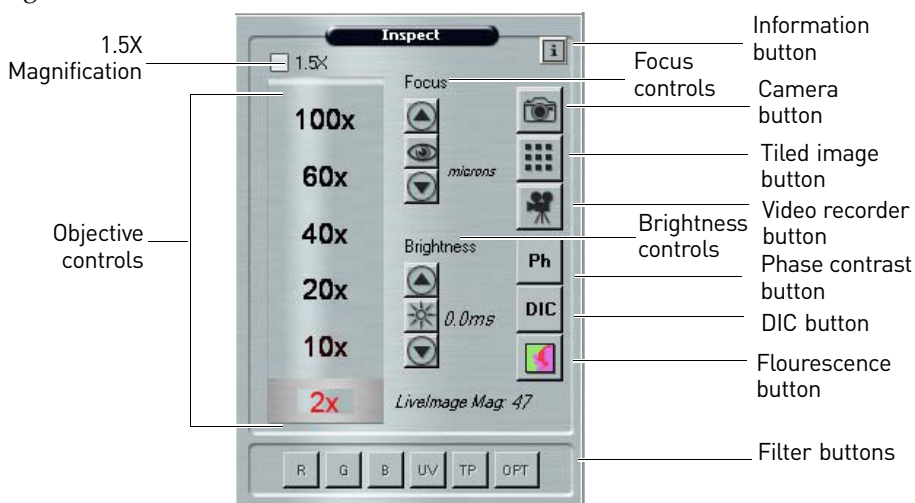 Inspect
i
1.5X
Magnification
1.5X
Focus
100x
60x
40x
20x
10x
2x
microns
Brightness
0.0ms
LiveImage Mag: 47
Ph
DIC
R G B UV TP OPT
Objective
controls
Focus
controls
Brightness
controls
Information
button
Camera
button
Tiled image
button
Video recorder
button
Phase contrast
button
DIC button
Flourescence
button
Filter buttons